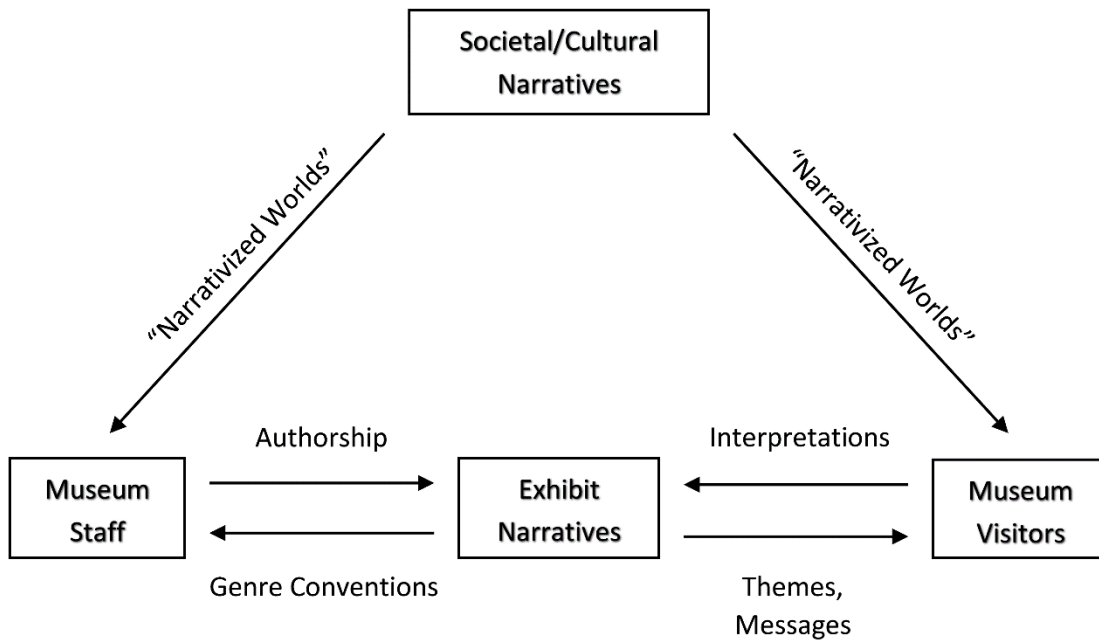 Societal/Cultural
Narratives
“Narrativized Worlds”
“Narrativized Worlds”
Authorship
Interpretations
Museum
Staff
Exhibit
Narratives
Museum
Visitors
Genre Conventions
Themes,
Messages